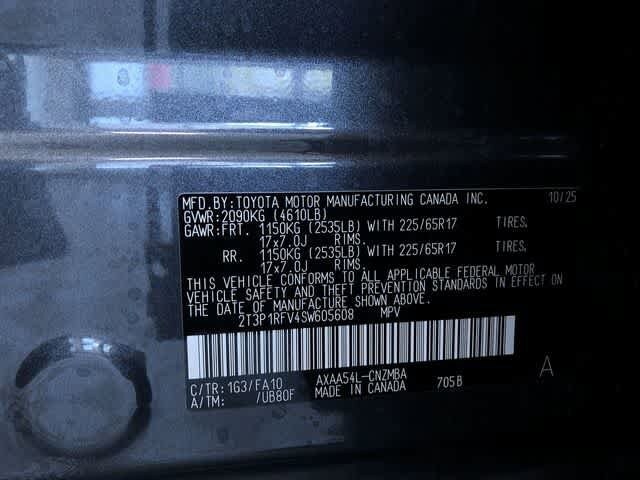 MFD.BY:TOYOTA MOTOR MANUFACTURING CANADA INC. 10/25
GVWR:2090KG (4610LB)
GAWR:FRT. 1150KG (2535LB) WITH 225/65R17 TIRES.
17x7.0J RIMS.
RR. 1150KG (2535LB) WITH 225/65R17 TIRES.
17x7.0J RIMS.
THIS VEHICLE CONFORMS TO ALL APPLICABLE FEDERAL MOTOR
VEHICLE SAFETY AND THEFT PREVENTION STANDARDS IN EFFECT ON
THE DATE OF MANUFACTURE SHOWN ABOVE.
2T3P1RFV4SW605608 MPV
C/TR:1G3/FA10 AXAA54L-CNZMBA A
A/TM: /UB80F MADE IN CANADA 705B